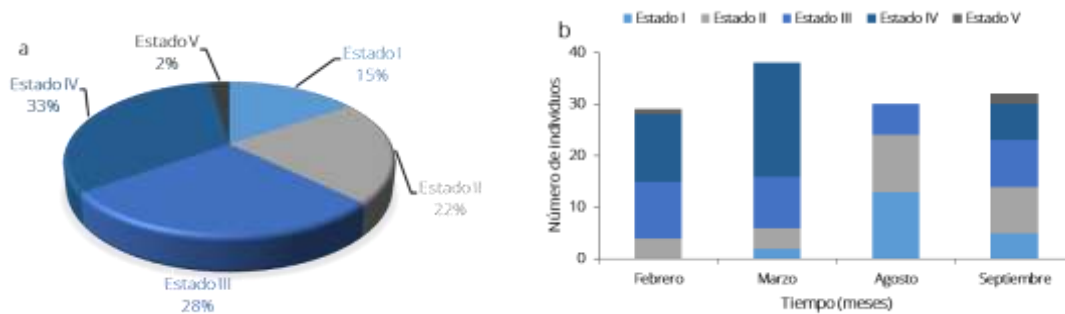 a
Estado V
2%
Estado I
15%
Estado IV
33%
Estado II
22%
Estado III
28%
b
Estado I Estado II Estado III Estado IV Estado V
Número de individuos
40
30
20
10
0
Febrero Marzo Agosto Septiembre
Tiempo (meses)